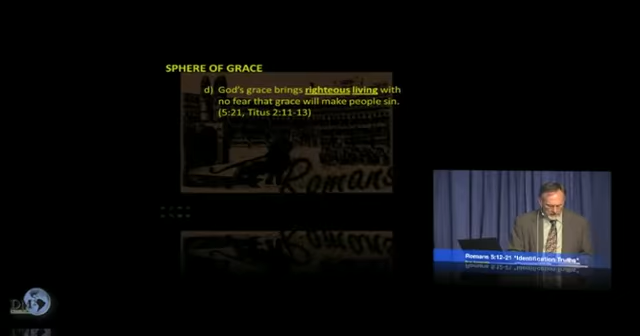 SPHERE OF GRACE
d) God's grace brings righteous living with
no fear that grace will make people sin.
(5:21, Titus 2:11-13)
Romans
Romans 5:12-21 "Identification Truths"